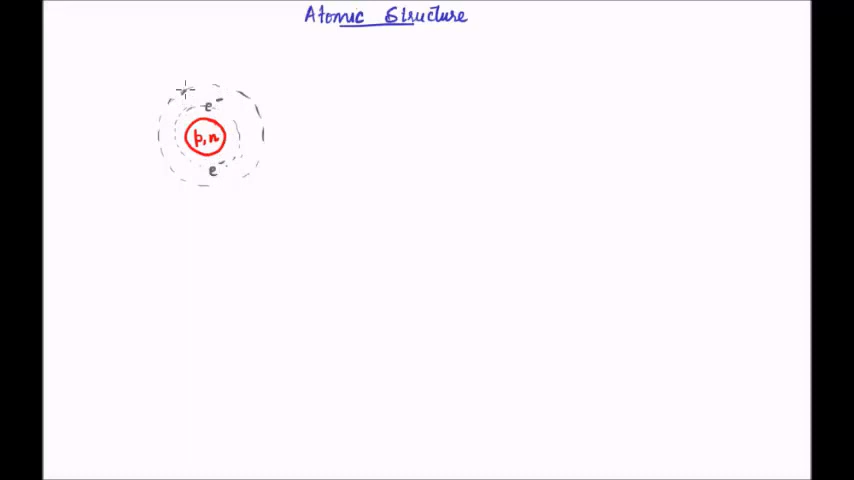 Atomic Structure
e⁻
p,n
e⁻